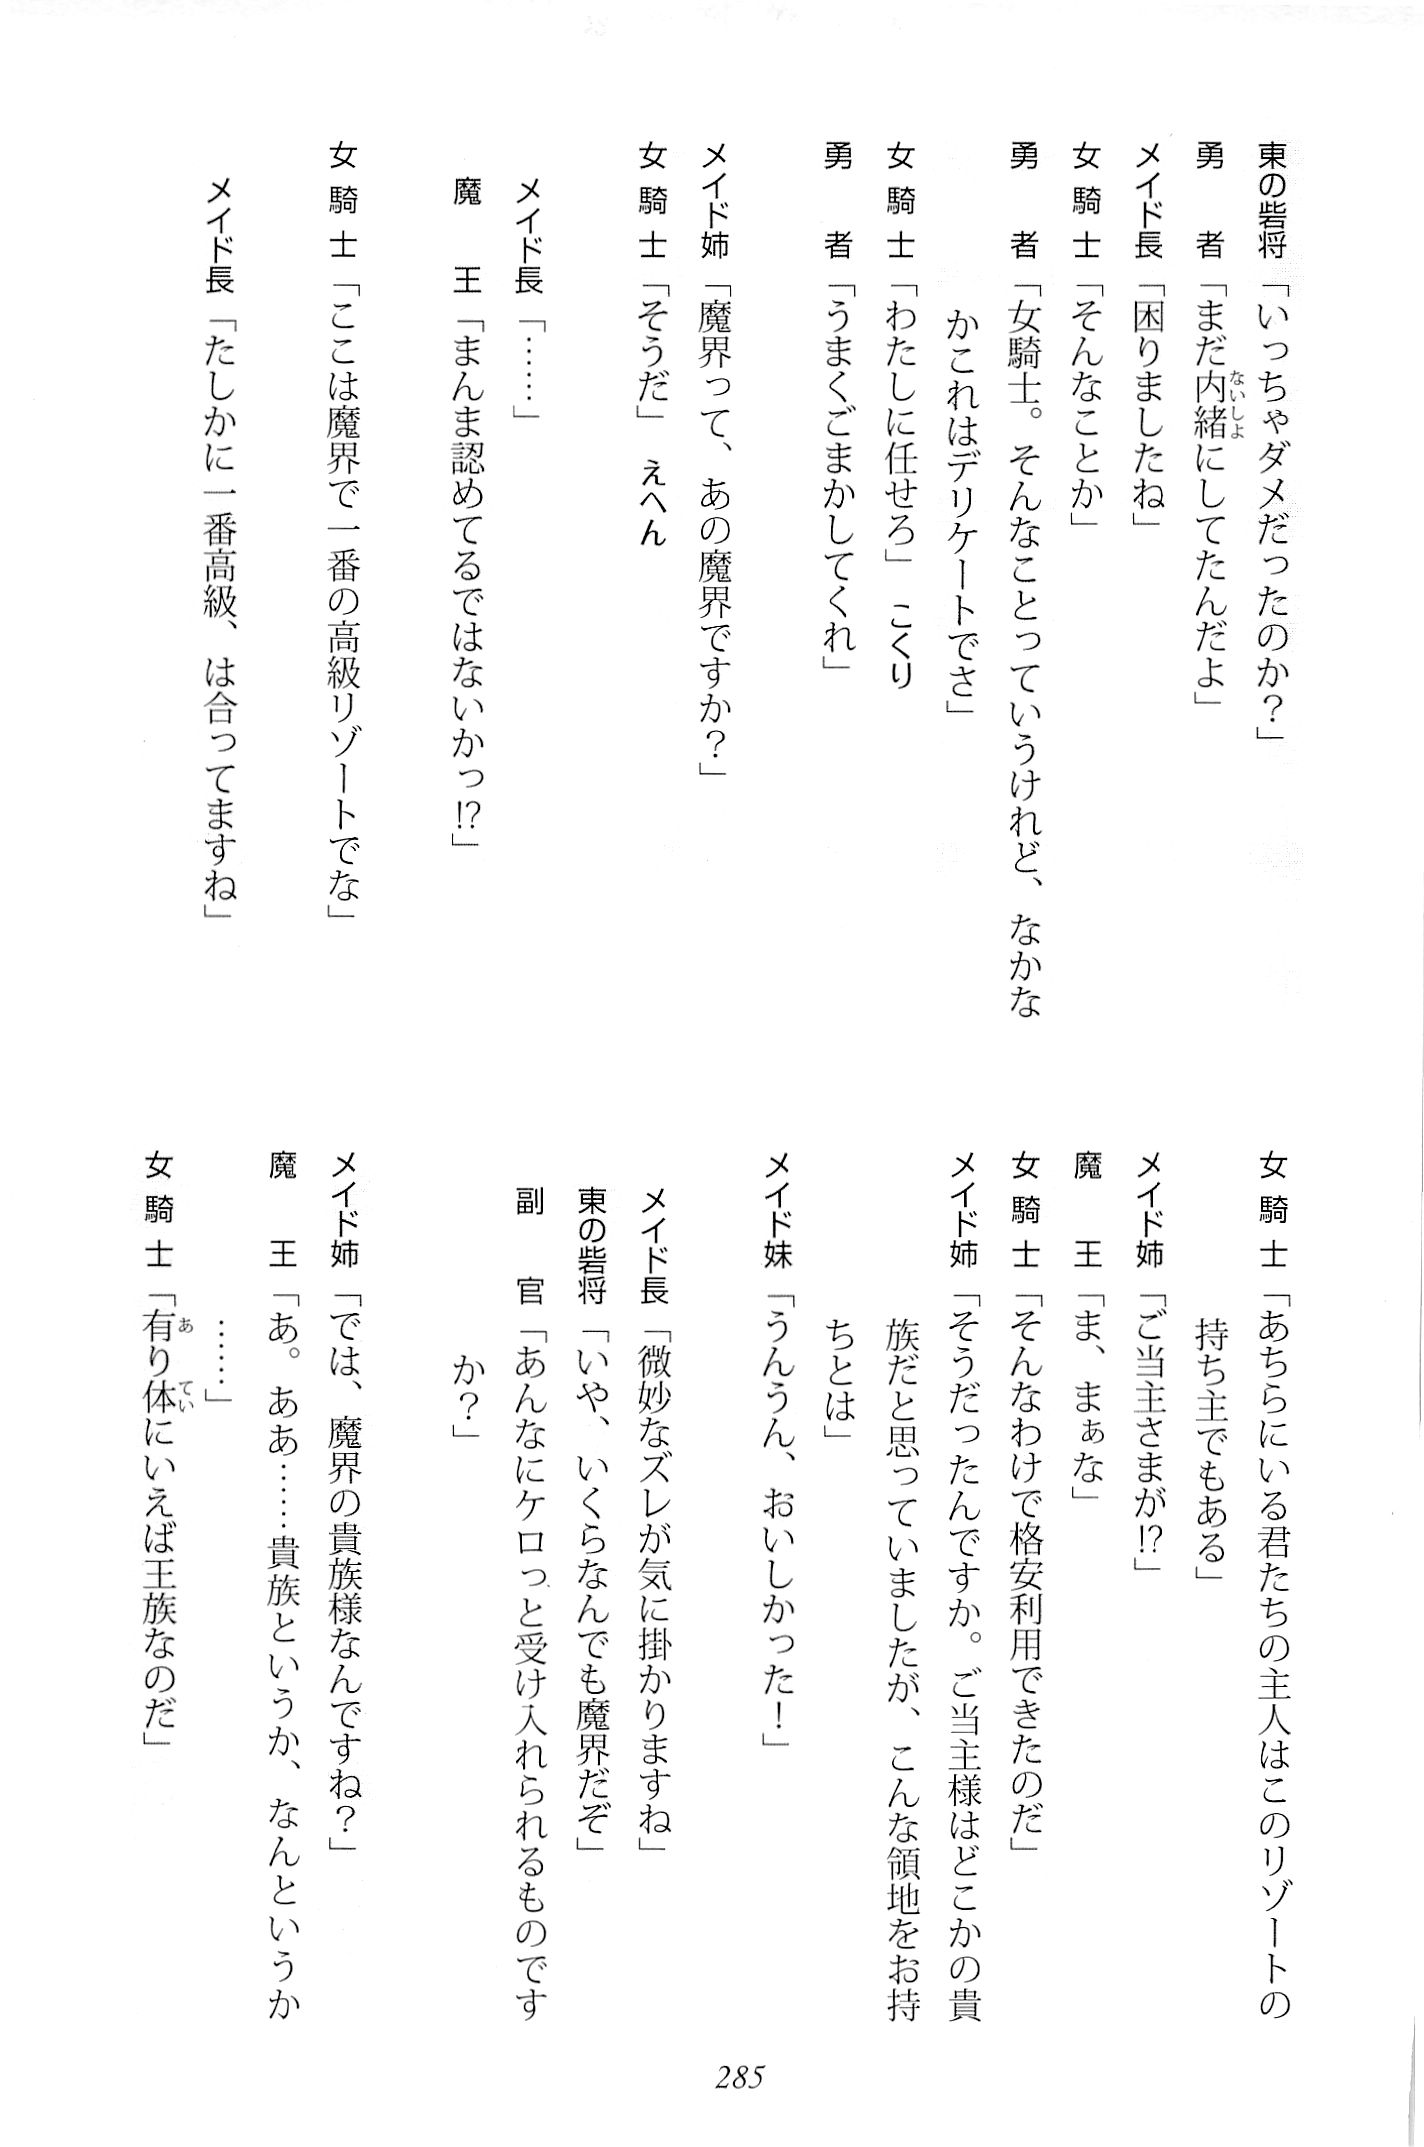 東の砦将「いっちゃダメだったのか？」
勇者「まだ内緒にしてたんだよ」
メイド長「困りましたね」
女騎士「そんなことか」
勇者「女騎士。そんなことっていうけれど、なかな
かこれはデリケートでさ」
女騎士「わたしに任せろ」 こくり
勇者「うまくごまかしてくれ」
メイド姉「魔界って、あの魔界ですか？」
女騎士「そうだ」 えへん
メイド長「……」
魔王「まんま認めてるではないかっ!?」
女騎士「ここは魔界で一番の高級リゾートでな」
メイド長「たしかに一番高級、は合ってますね」
女騎士「あちらにいる君たちの主人はこのリゾートの
持ち主でもある」
メイド姉「ご当主さまが!?」
魔王「ま、まぁな」
女騎士「そんなわけで格安利用できたのだ」
メイド姉「そうだったんですか。ご当主様はどこかの貴
族だと思っていましたが、こんな領地をお持
ちとは」
メイド妹「うんうん、おいしかった！」
メイド長「微妙なズレが気に掛かりますね」
東の砦将「いや、いくらなんでも魔界だぞ」
副官「あんなにケロっと受け入れられるものです
か？」
メイド姉「では、魔界の貴族様なんですね？」
魔王「あ。ああ……貴族というか、なんというか
……」
女騎士「有り体にいえば王族なのだ」
285